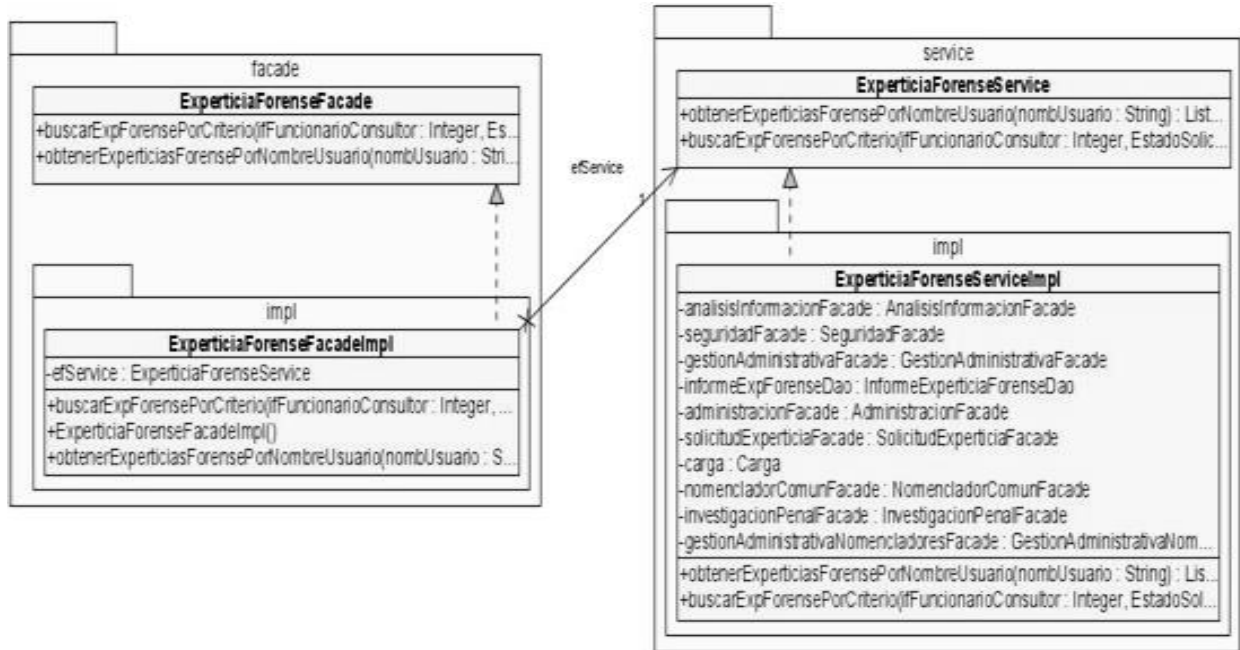 facade
ExperticiaForenseFacade
+buscarExpForensePorCriterio(ifFuncionarioConsultor : Integer, Es...
+obtenerExperticiasForensePorNombreUsuario(nombUsuario : Stri...
impl
ExperticiaForenseFacadeImpl
-efService : ExperticiaForenseService
+buscarExpForensePorCriterio(ifFuncionarioConsultor : Integer, ...
+ExperticiaForenseFacadeImpl()
+obtenerExperticiasForensePorNombreUsuario(nombUsuario : S...
efService
1
service
ExperticiaForenseService
+obtenerExperticiasForensePorNombreUsuario(nombUsuario : String) : List...
+buscarExpForensePorCriterio(ifFuncionarioConsultor : Integer, EstadoSolic...
impl
ExperticiaForenseServiceImpl
-analisisInformacionFacade : AnalisisInformacionFacade
-seguridadFacade : SeguridadFacade
-gestionAdministrativaFacade : GestionAdministrativaFacade
-informeExpForenseDao : InformeExperticiaForenseDao
-administracionFacade : AdministracionFacade
-solicitudExperticiaFacade : SolicitudExperticiaFacade
-carga : Carga
-nomencladorComunFacade : NomencladorComunFacade
-investigacionPenalFacade : InvestigacionPenalFacade
-gestionAdministrativaNomencladoresFacade : GestionAdministrativaNom...
+obtenerExperticiasForensePorNombreUsuario(nombUsuario : String) : Lis...
+buscarExpForensePorCriterio(ifFuncionarioConsultor : Integer, EstadoSol...